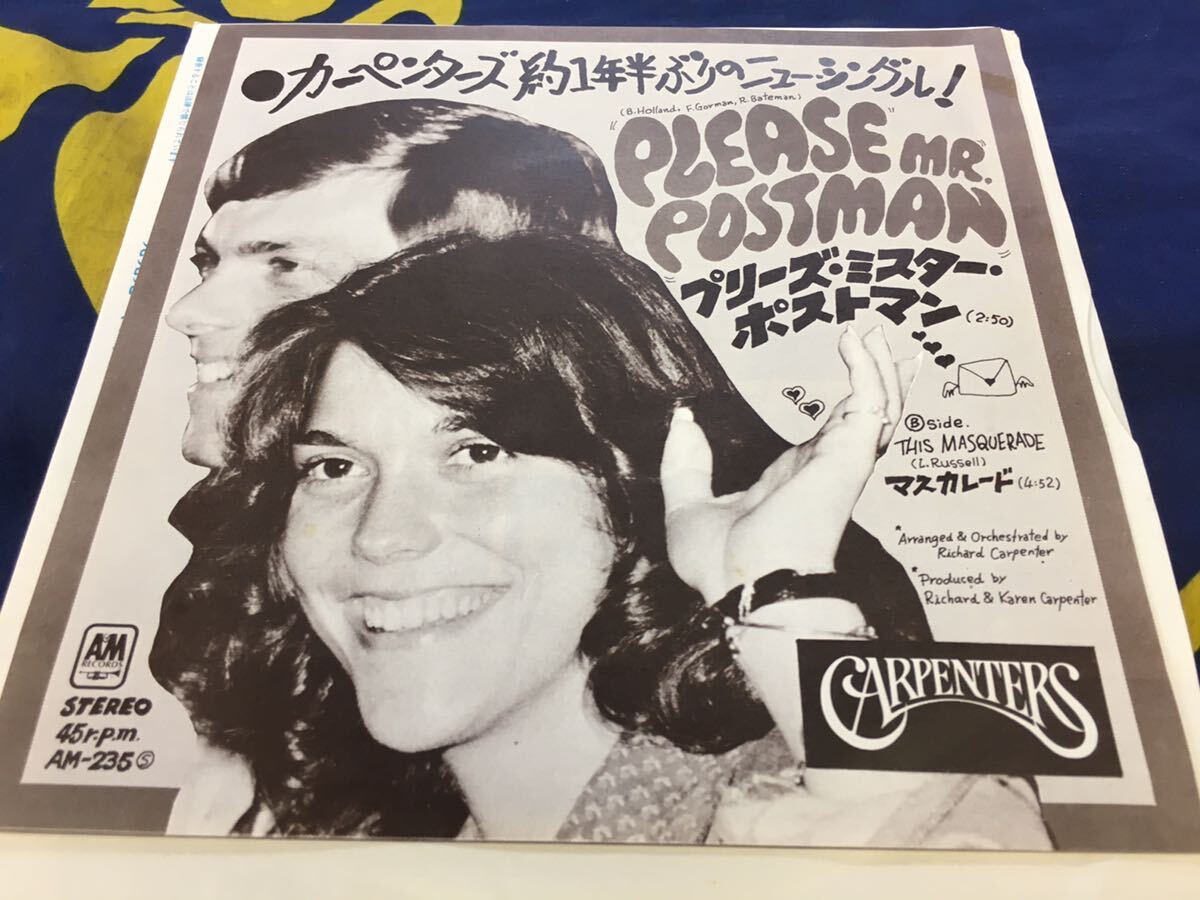 ●カーペンターズ約1年半ぶりのニュー・シングル!
(B.Holland, F.Gorman, R.Bateman)
"PLEASE MR.
POSTMAN"
"プリーズ・ミスター・
ポストマン" (2:50)
Ⓑside.
THIS MASQUERADE
(L.Russell)
マスカレード (4:52)
*Arranged & Orchestrated by
Richard Carpenter
*Produced by
Richard & Karen Carpenter
CARPENTERS
A&M
RECORDS
STEREO
45r.p.m.
AM-235Ⓢ